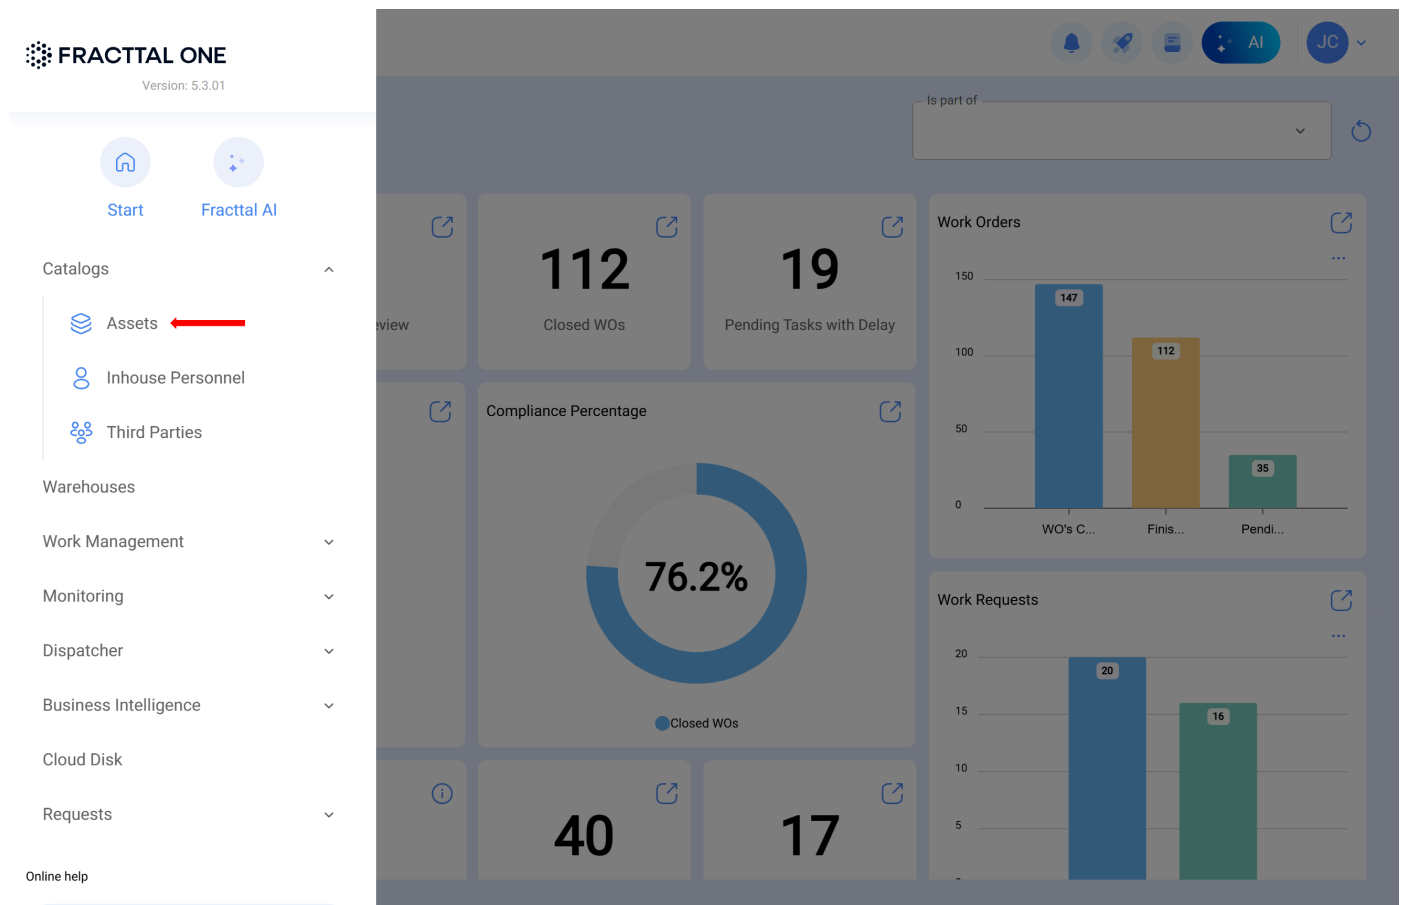 FRACTTAL ONE
Version: 5.3.01
Start
Fracttal AI
Catalogs
Assets
Inhouse Personnel
Third Parties
Warehouses
Work Management
Monitoring
Dispatcher
Business Intelligence
Cloud Disk
Requests
Online help
AI
JC
Is part of
112
Closed WOs
19
Pending Tasks with Delay
Compliance Percentage
76.2%
Closed WOs
40
17
Work Orders
...
150
147
112
100
50
35
0
WO's C...
Finis...
Pendi...
Work Requests
...
20
20
15
16
10
5